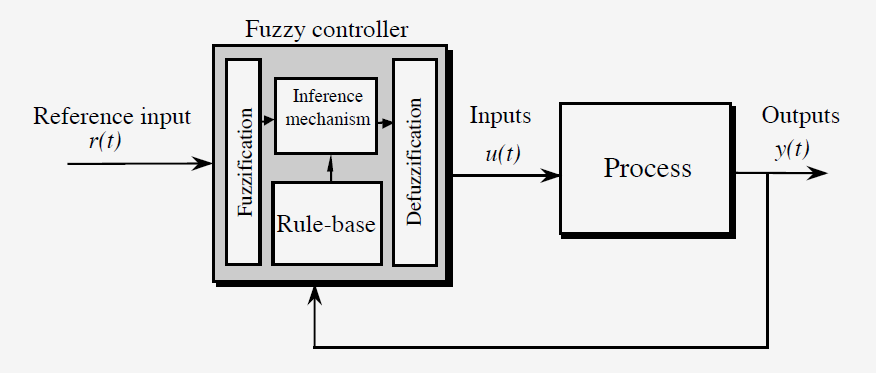 Fuzzy controller
Reference input
r(t)
Fuzzification
Inference
mechanism
Rule-base
Defuzzification
Inputs
u(t)
Process
Outputs
y(t)